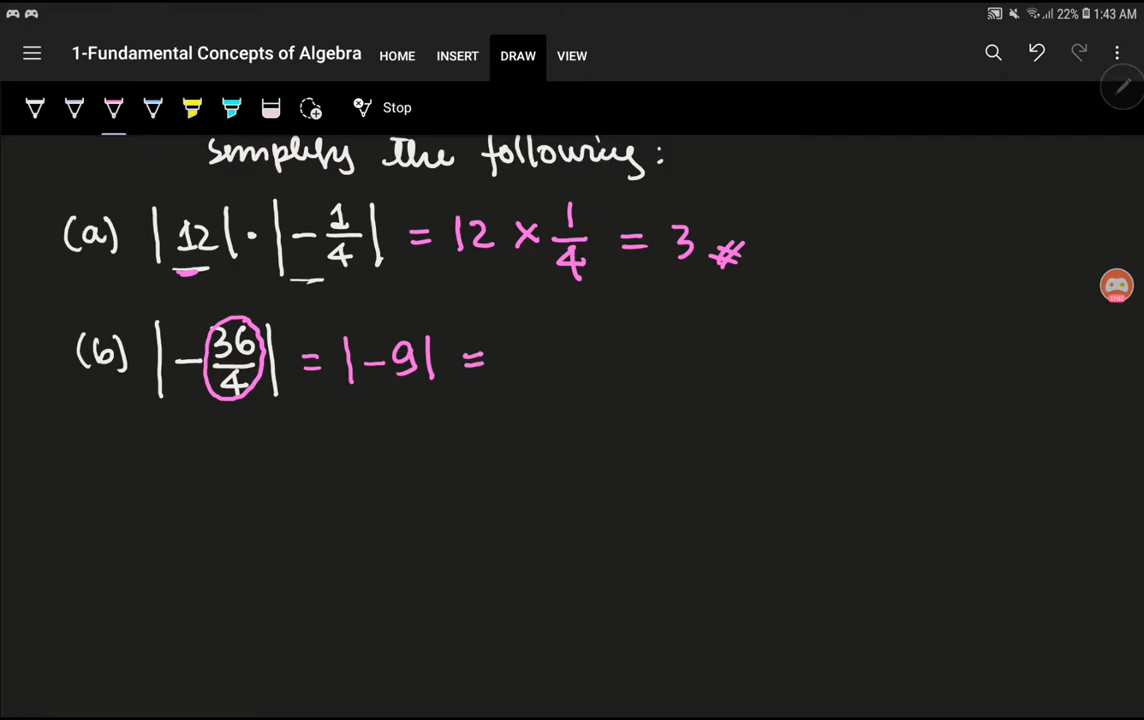 22% 1:43 AM
1-Fundamental Concepts of Algebra HOME INSERT DRAW VIEW
Stop
simplify the following:
(a) |12| · |-1/4| = 12 × 1/4 = 3 #
(b) |-36/4| = |-9| =